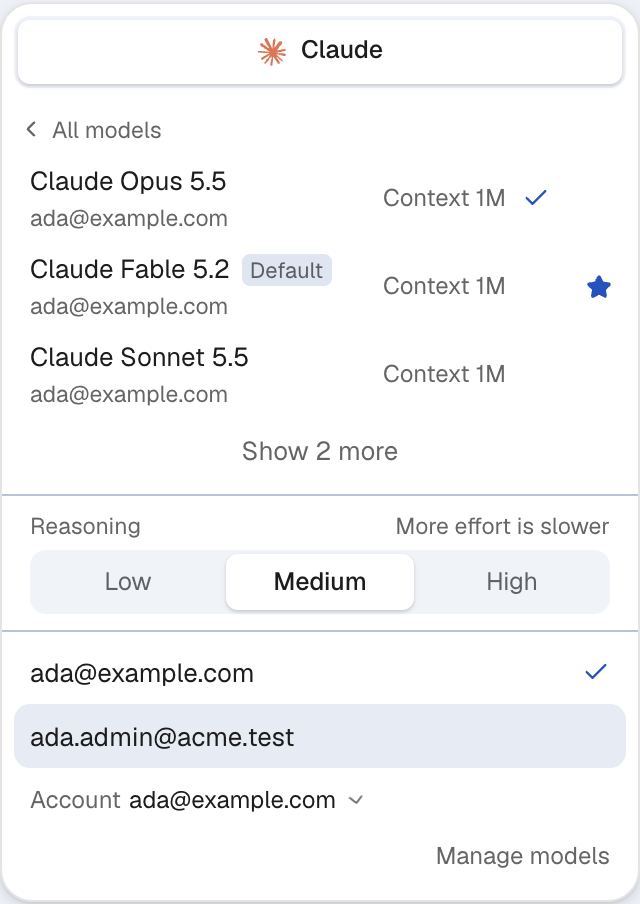 Claude
All models
Claude Opus 5.5
ada@example.com
Context 1M
Claude Fable 5.2 Default
ada@example.com
Context 1M
Claude Sonnet 5.5
ada@example.com
Context 1M
Show 2 more
Reasoning More effort is slower
Low Medium High
ada@example.com
ada.admin@acme.test
Account ada@example.com
Manage models